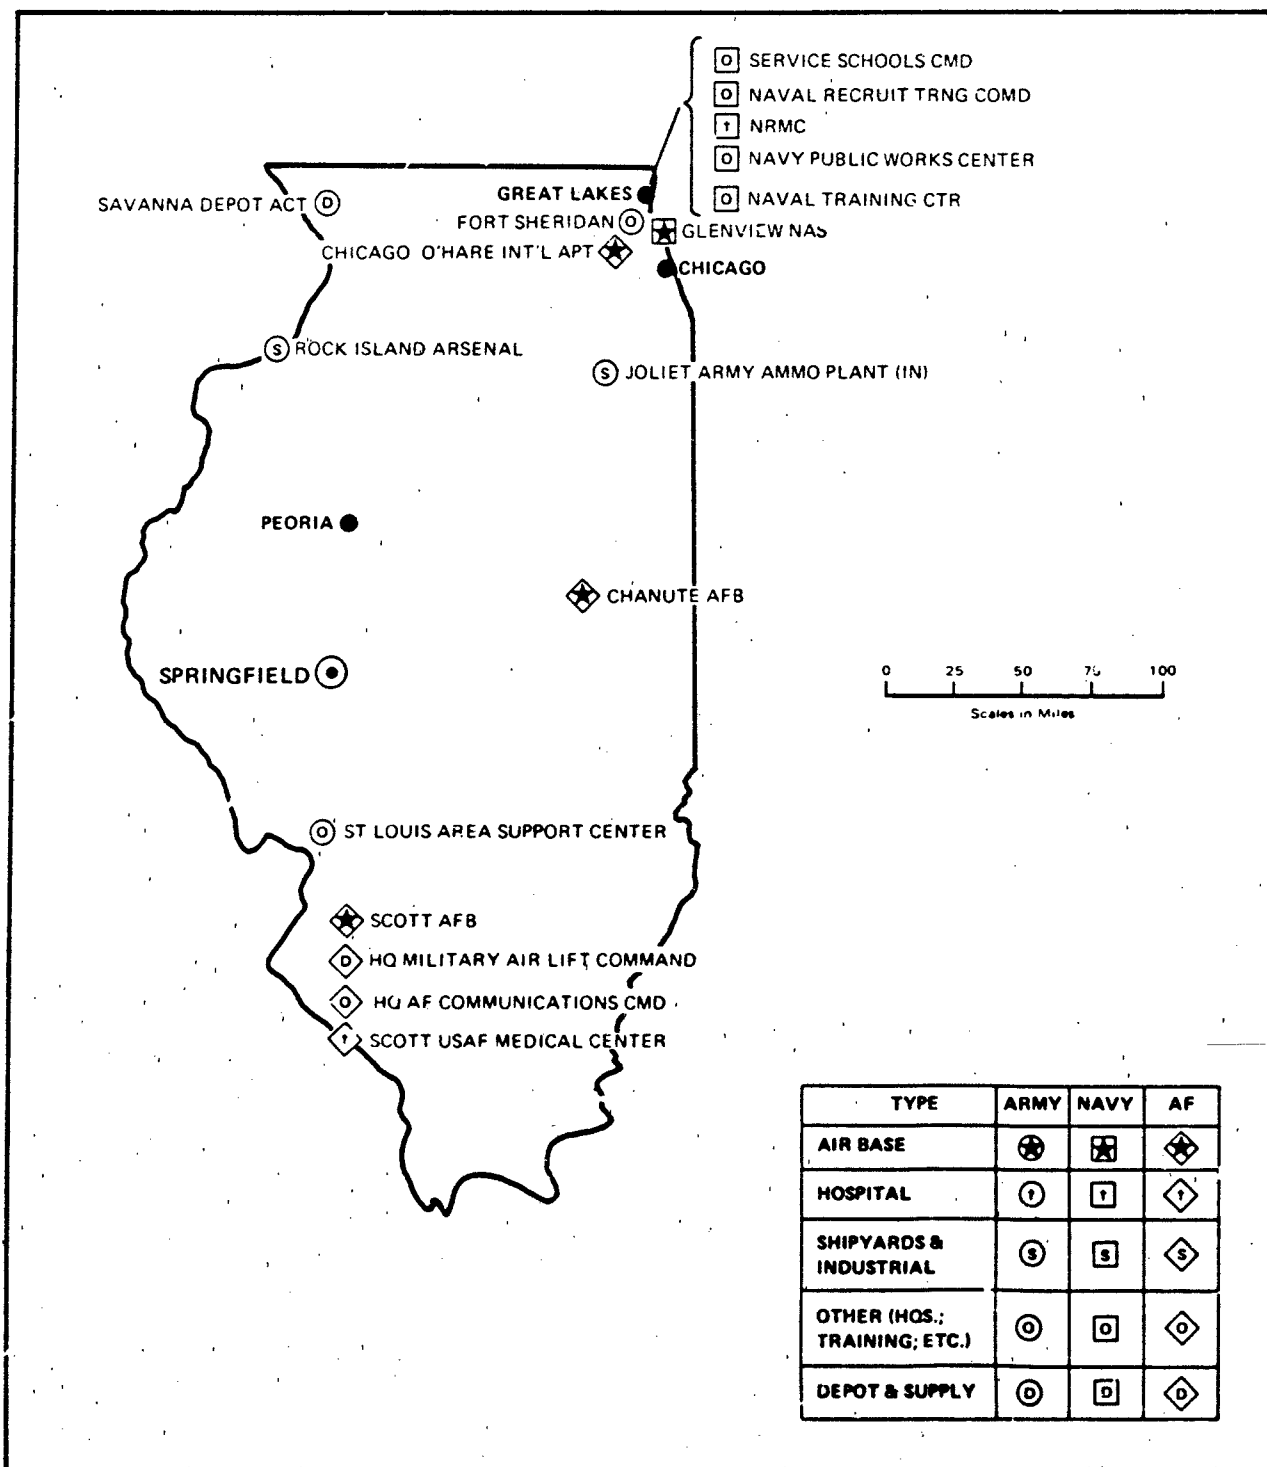 O SERVICE SCHOOLS CMD
O NAVAL RECRUIT TRNG COMD
† NRMC
O NAVY PUBLIC WORKS CENTER
O NAVAL TRAINING CTR
GREAT LAKES
SAVANNA DEPOT ACT D
FORT SHERIDAN O
GLENVIEW NAS
CHICAGO O'HARE INT'L APT
CHICAGO
S ROCK ISLAND ARSENAL
S JOLIET ARMY AMMO PLANT (IN)
PEORIA
CHANUTE AFB
SPRINGFIELD
0 25 50 75 100
Scales in Miles
O ST LOUIS AREA SUPPORT CENTER
SCOTT AFB
D HQ MILITARY AIR LIFT COMMAND
O HQ AF COMMUNICATIONS CMD
† SCOTT USAF MEDICAL CENTER
TYPE ARMY NAVY AF
AIR BASE
HOSPITAL † † †
SHIPYARDS &
INDUSTRIAL S S S
OTHER (HQS.;
TRAINING; ETC.) O O O
DEPOT & SUPPLY D D D